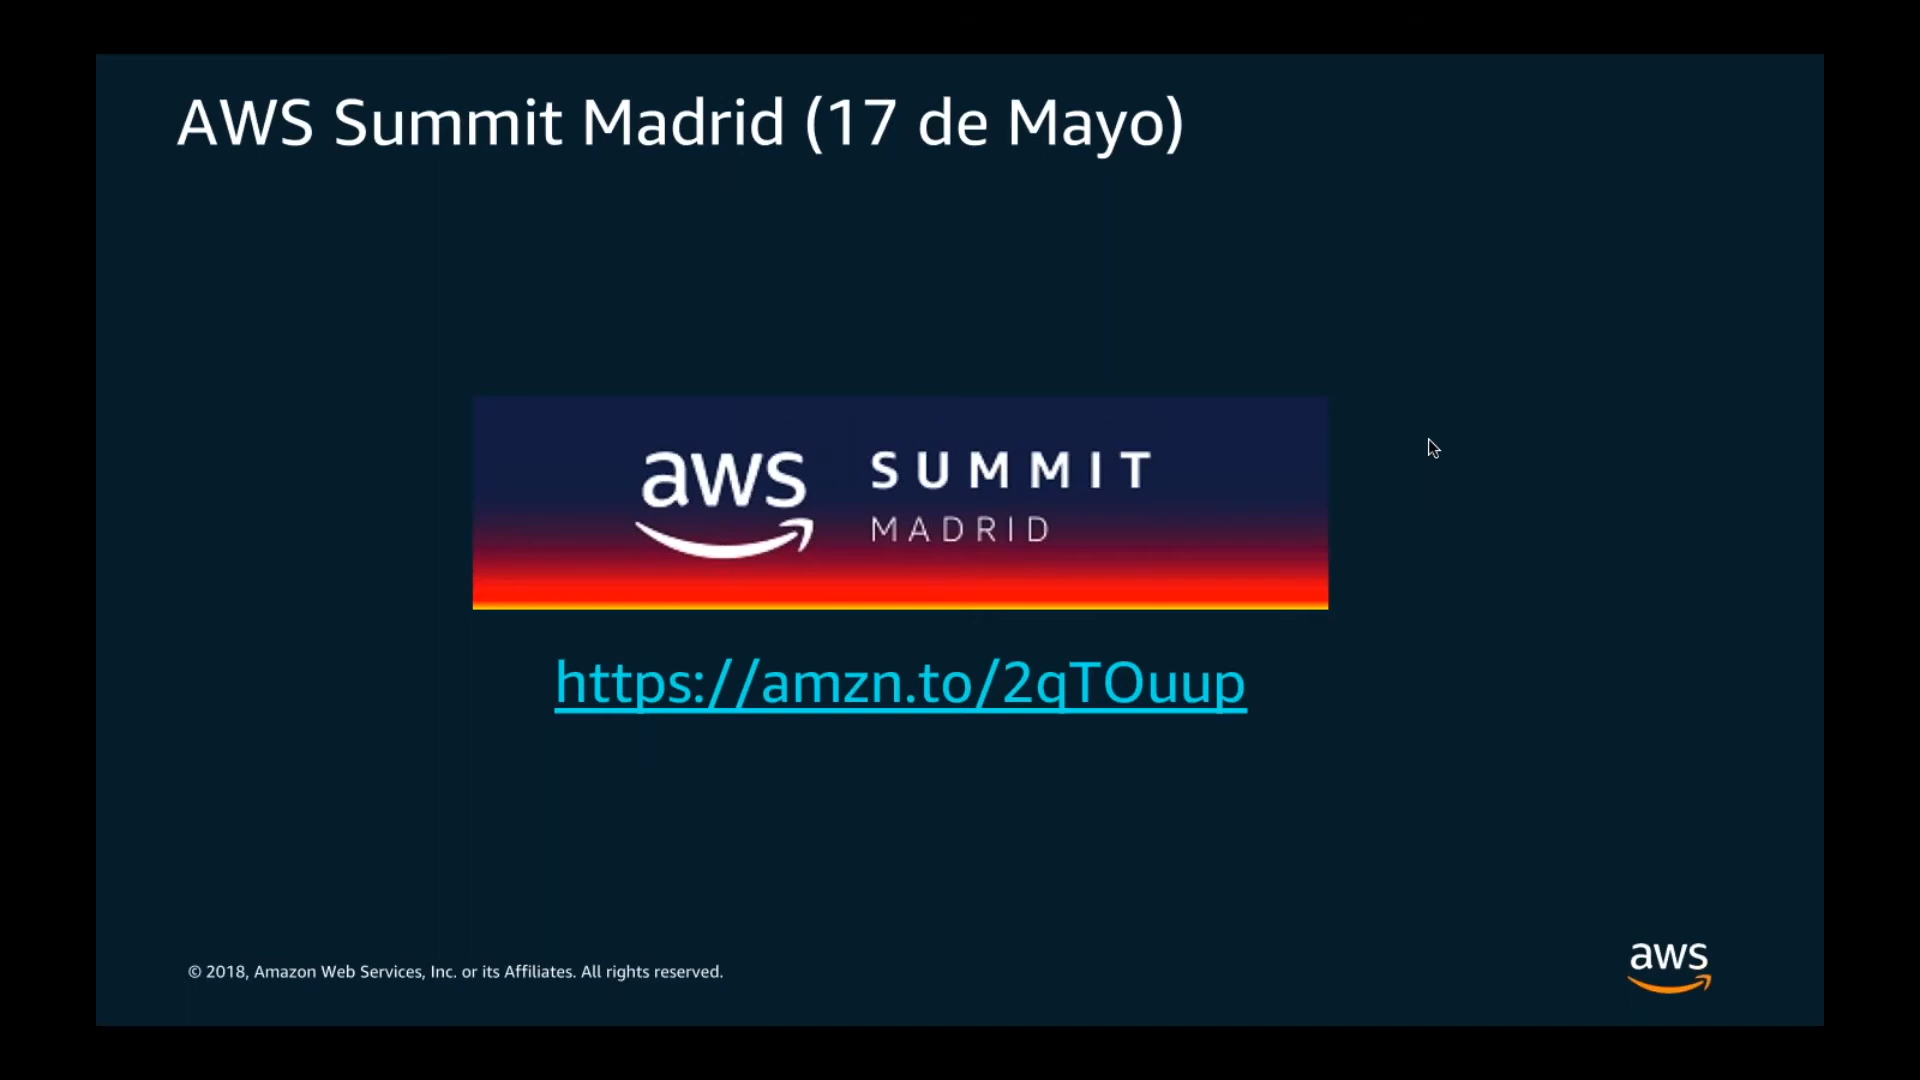 AWS Summit Madrid (17 de Mayo)
aws
SUMMIT
MADRID
https://amzn.to/2qTOuup
© 2018, Amazon Web Services, Inc. or its Affiliates. All rights reserved.
aws